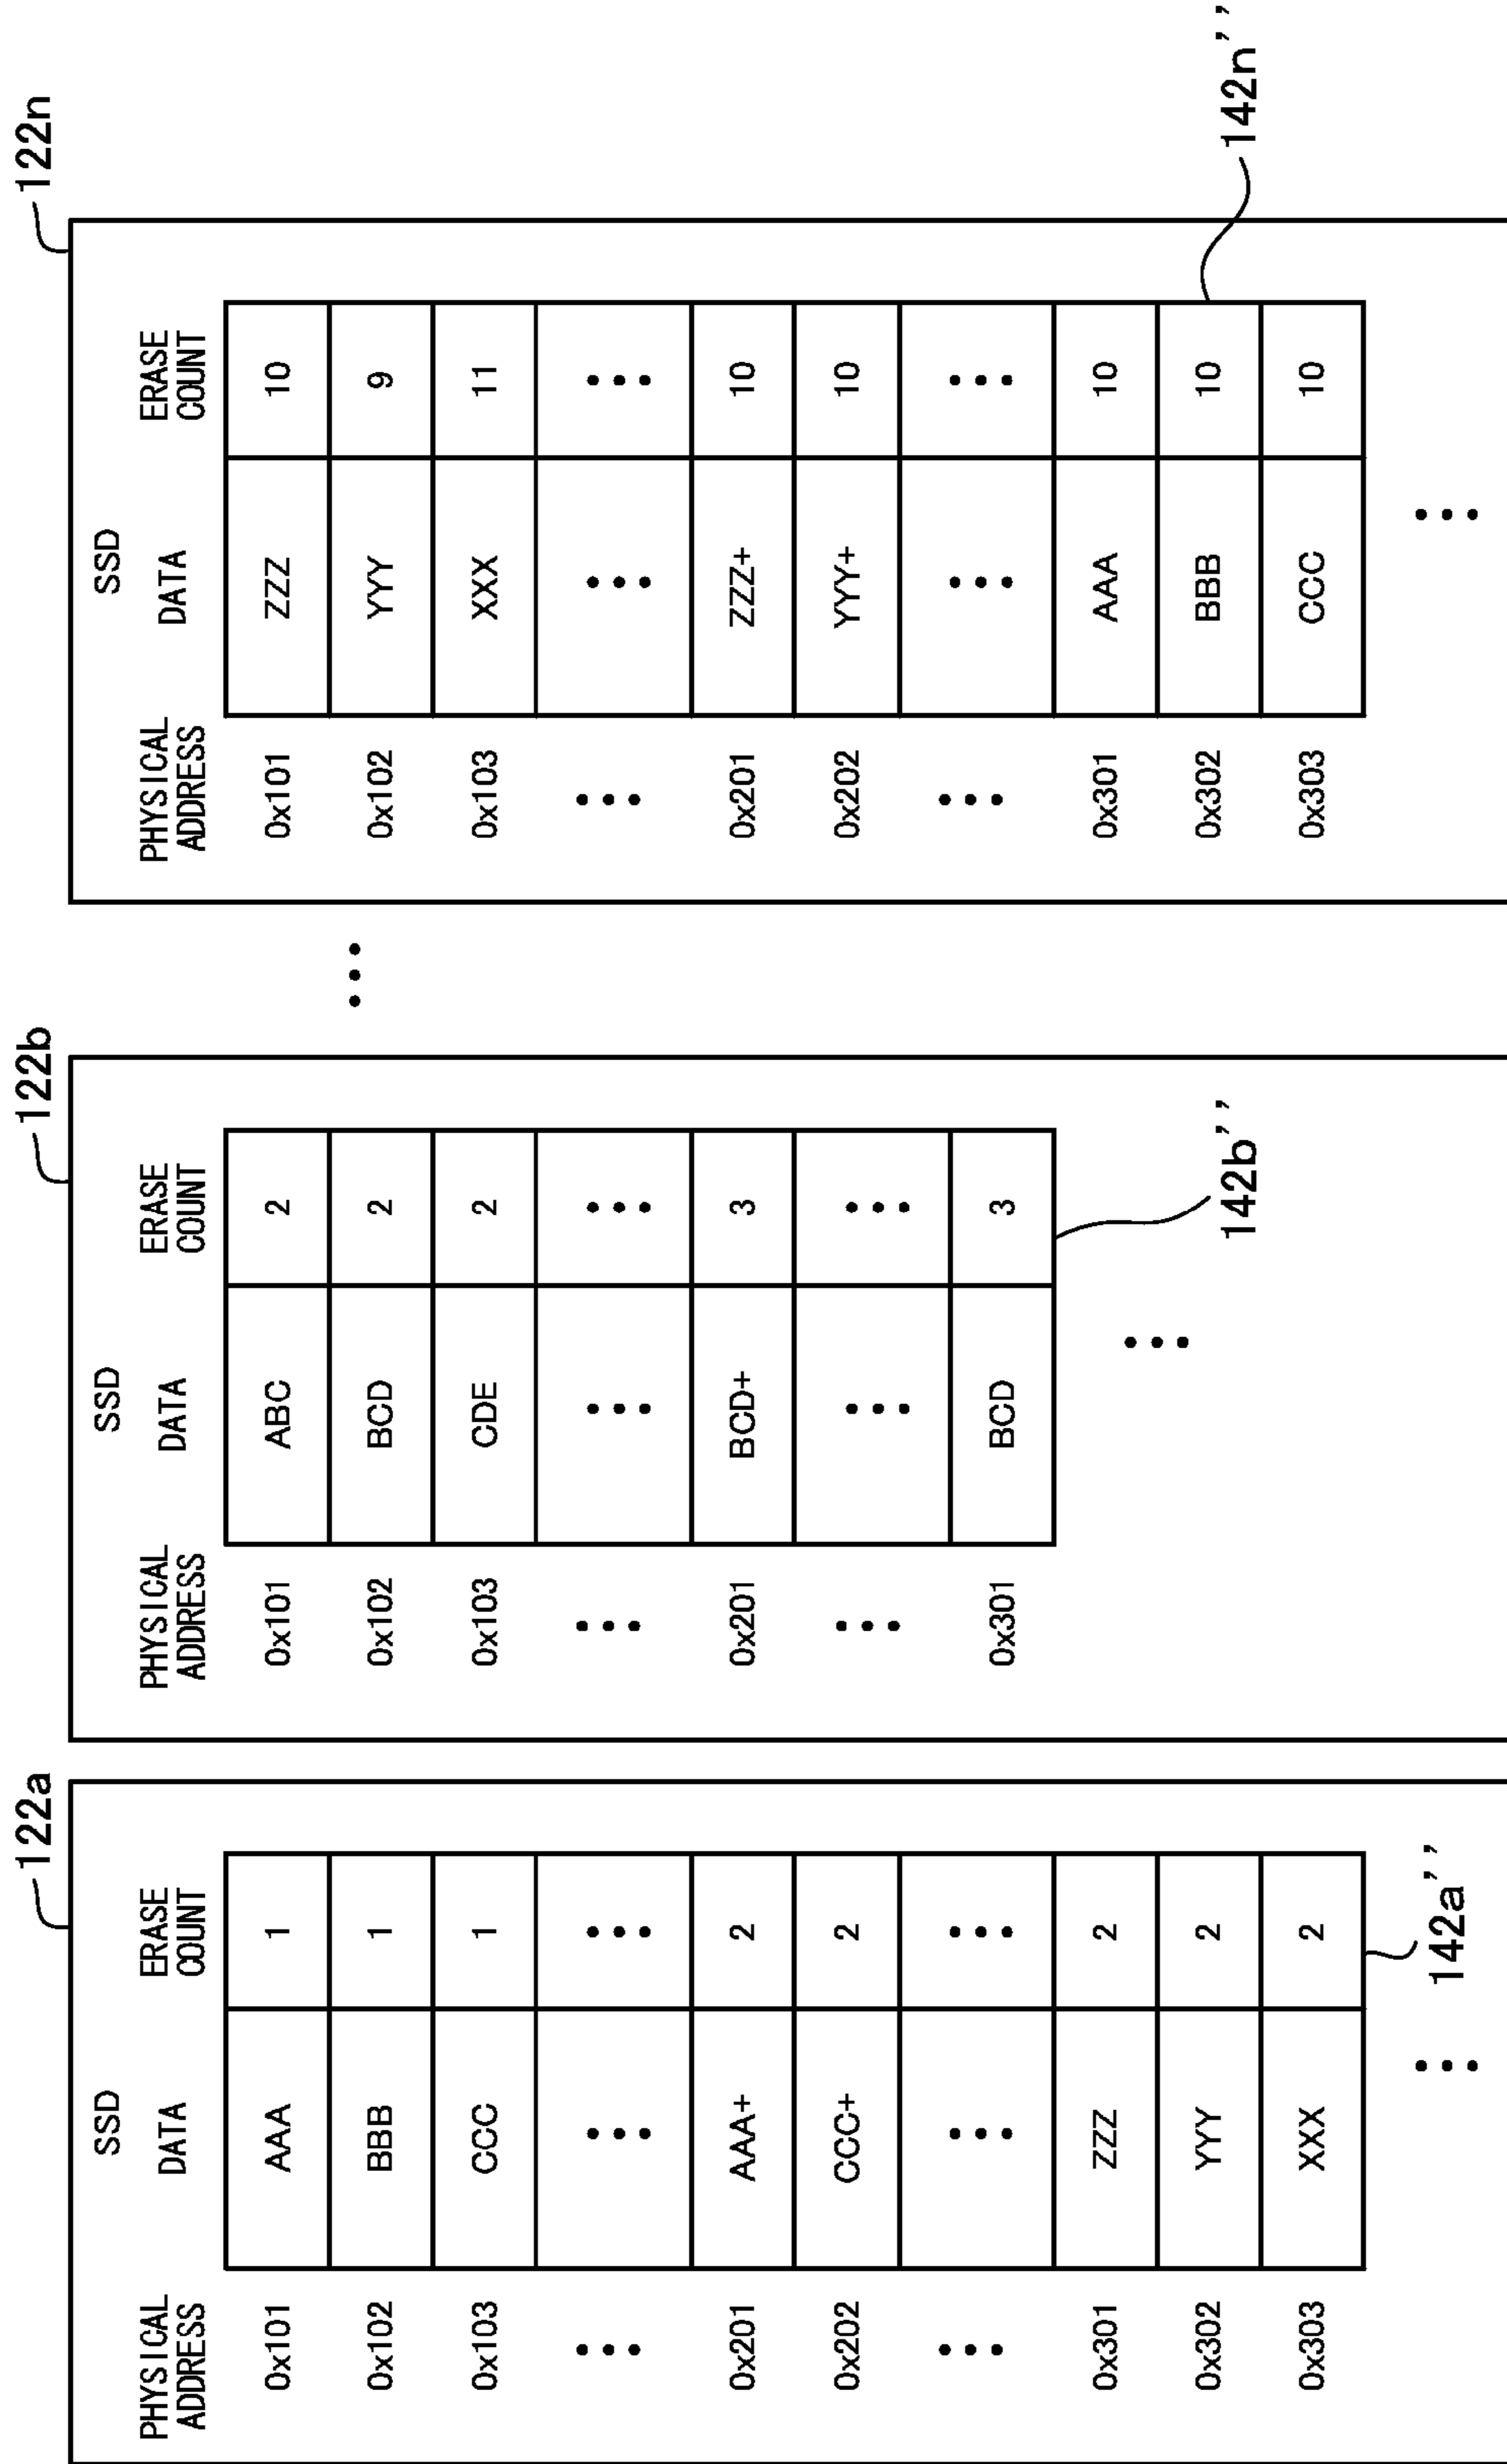 122a
SSD
PHYSICAL ADDRESS DATA ERASE COUNT
0x101 AAA 1
0x102 BBB 1
0x103 CCC 1
... ... ...
0x201 AAA+ 2
0x202 CCC+ 2
... ... ...
0x301 ZZZ 2
0x302 YYY 2
0x303 XXX 2
...
142a''
122b
SSD
PHYSICAL ADDRESS DATA ERASE COUNT
0x101 ABC 2
0x102 BCD 2
0x103 CDE 2
... ... ...
0x201 BCD+ 3
... ... ...
0x301 BCD 3
...
142b''
...
122n
SSD
PHYSICAL ADDRESS DATA ERASE COUNT
0x101 ZZZ 10
0x102 YYY 9
0x103 XXX 11
... ... ...
0x201 ZZZ+ 10
0x202 YYY+ 10
... ... ...
0x301 AAA 10
0x302 BBB 10
0x303 CCC 10
...
142n''